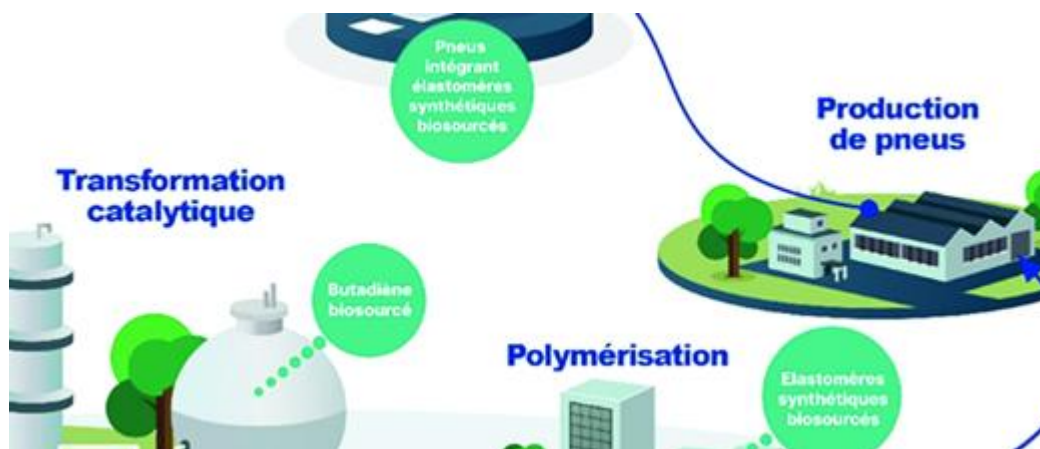 Pneus
intégrant
élastomères
synthétiques
biosourcés
Production
de pneus
Transformation
catalytique
Butadiène
biosourcé
Polymérisation
Elastomères
synthétiques
biosourcés